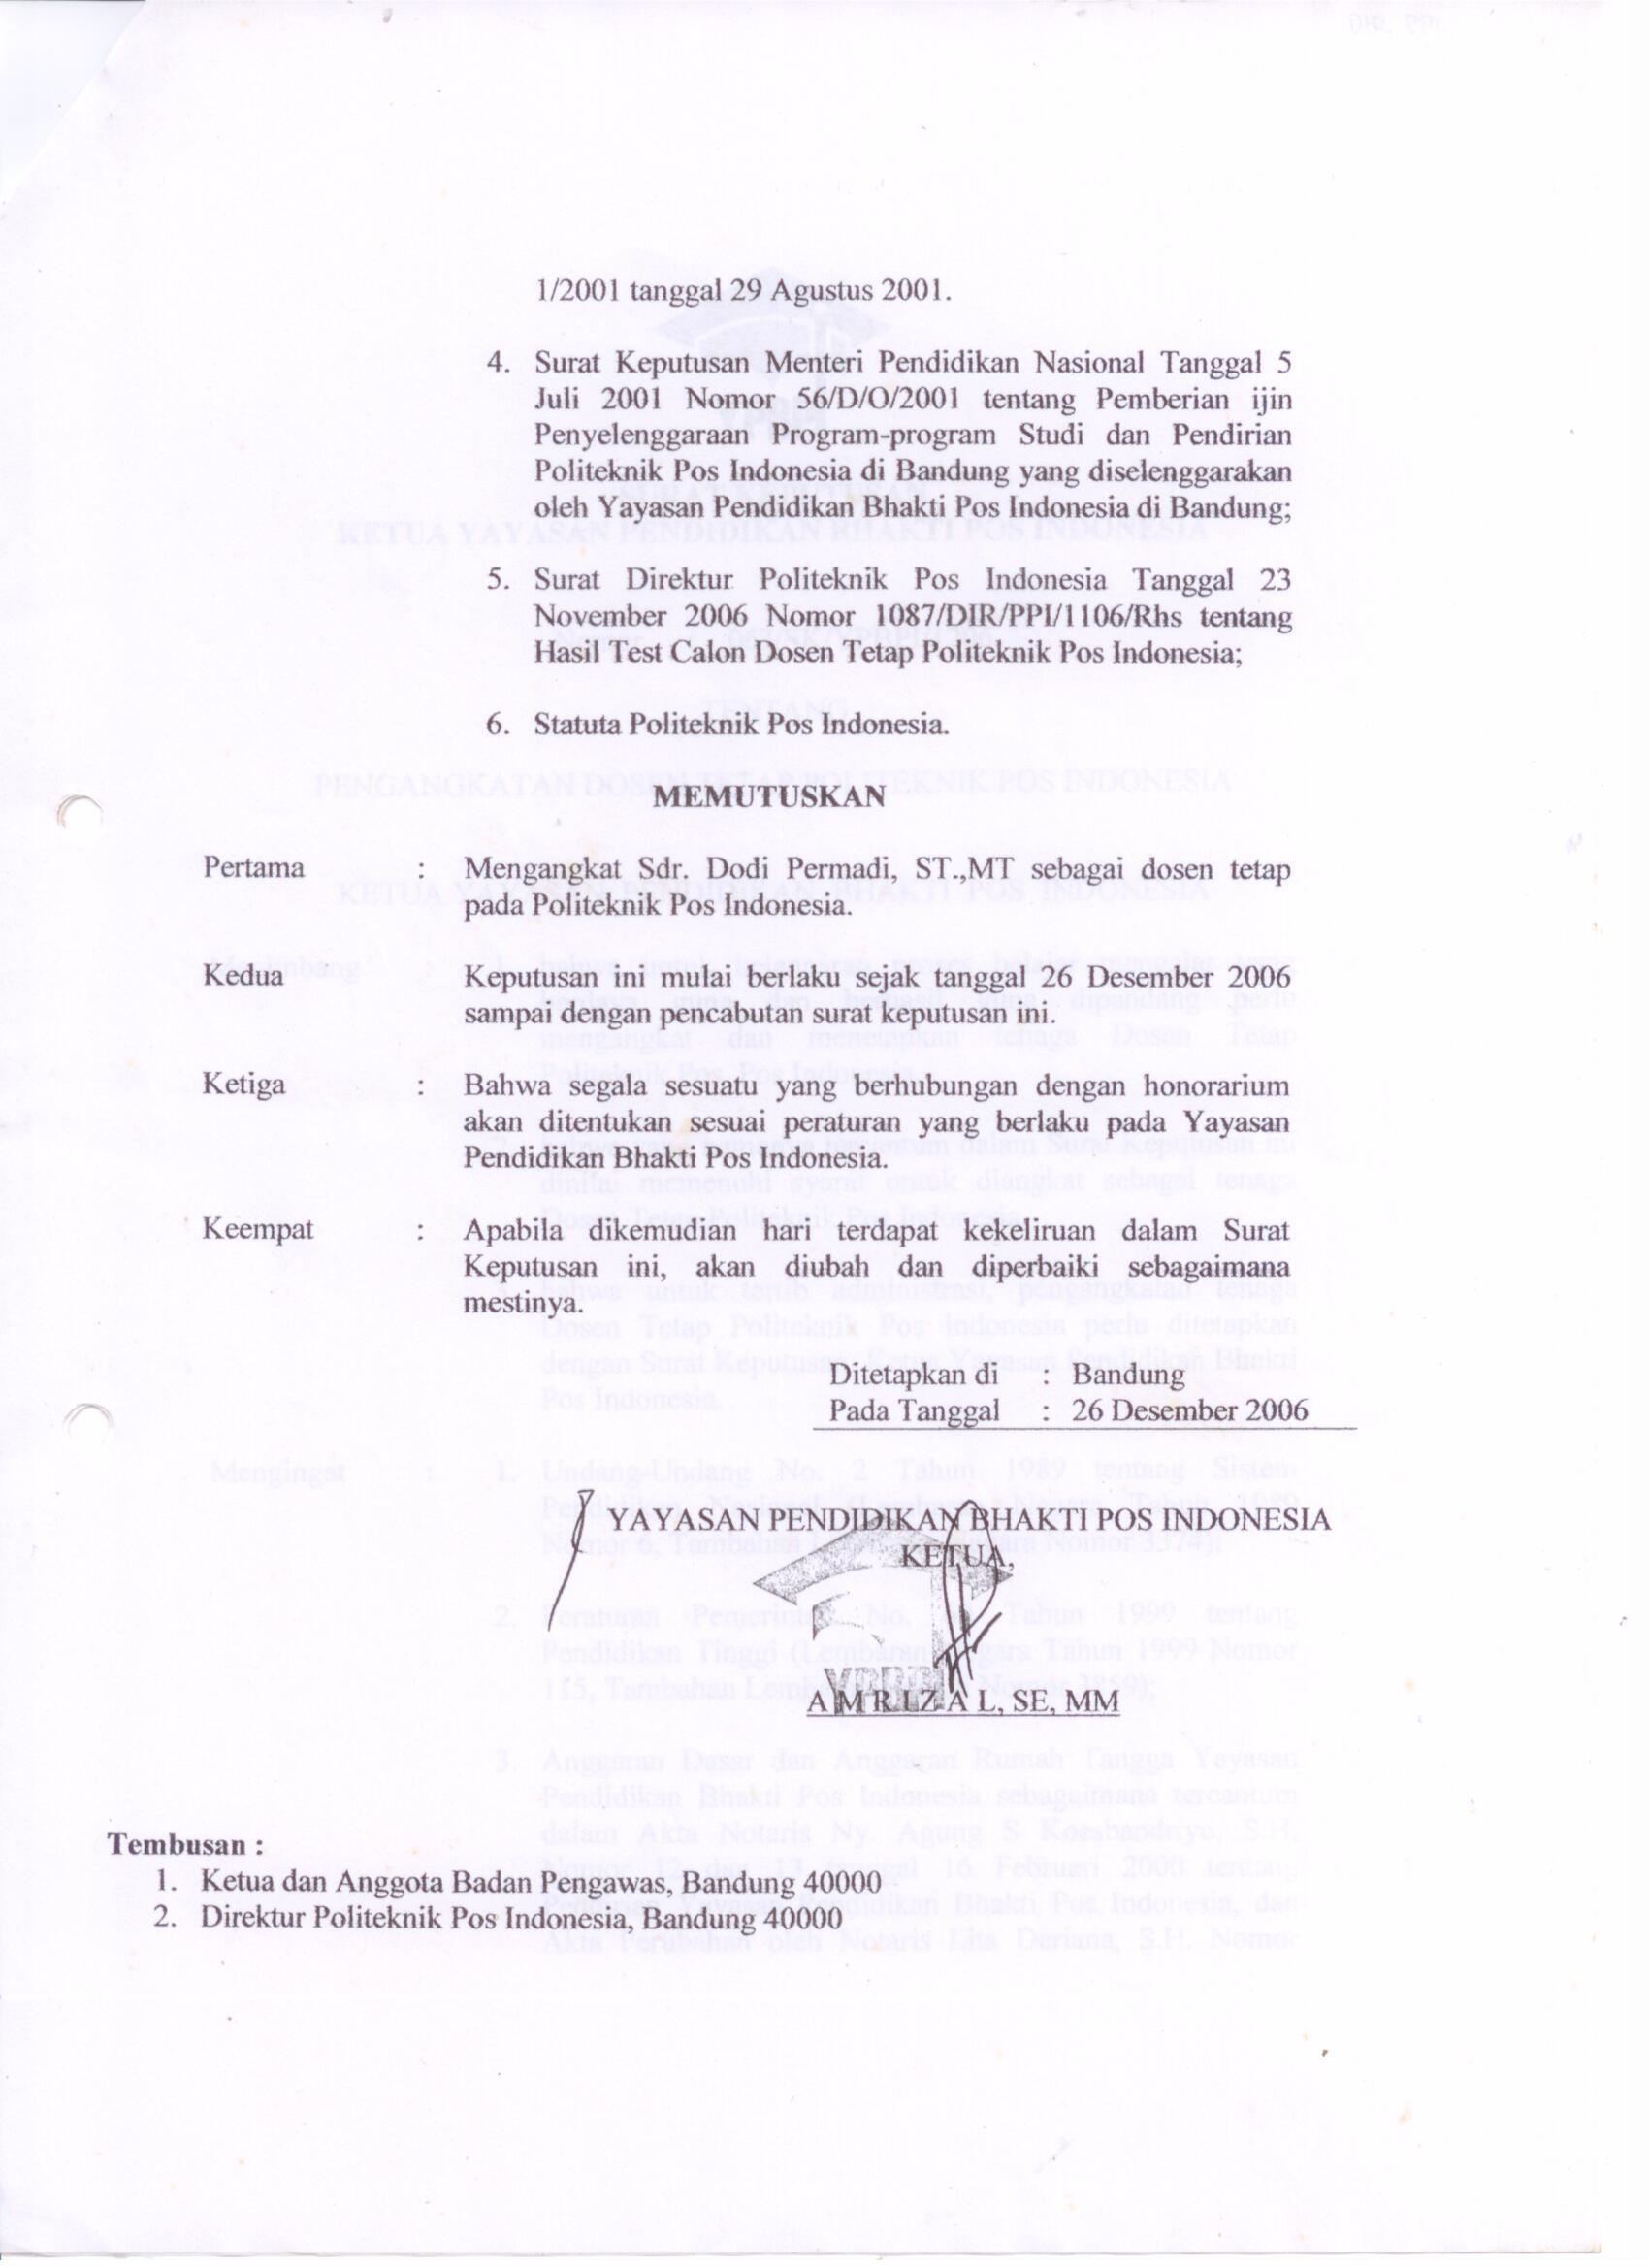 1/2001 tanggal 29 Agustus 2001.
4. Surat Keputusan Menteri Pendidikan Nasional Tanggal 5
Juli 2001 Nomor 56/D/O/2001 tentang Pemberian ijin
Penyelenggaraan Program-program Studi dan Pendirian
Politeknik Pos Indonesia di Bandung yang diselenggarakan
oleh Yayasan Pendidikan Bhakti Pos Indonesia di Bandung;
5. Surat Direktur Politeknik Pos Indonesia Tanggal 23
November 2006 Nomor 1087/DIR/PPI/1106/Rhs tentang
Hasil Test Calon Dosen Tetap Politeknik Pos Indonesia;
6. Statuta Politeknik Pos Indonesia.
MEMUTUSKAN
Pertama : Mengangkat Sdr. Dodi Permadi, ST.,MT sebagai dosen tetap
pada Politeknik Pos Indonesia.
Kedua Keputusan ini mulai berlaku sejak tanggal 26 Desember 2006
sampai dengan pencabutan surat keputusan ini.
Ketiga : Bahwa segala sesuatu yang berhubungan dengan honorarium
akan ditentukan sesuai peraturan yang berlaku pada Yayasan
Pendidikan Bhakti Pos Indonesia.
Keempat : Apabila dikemudian hari terdapat kekeliruan dalam Surat
Keputusan ini, akan diubah dan diperbaiki sebagaimana
mestinya.
Ditetapkan di : Bandung
Pada Tanggal : 26 Desember 2006
YAYASAN PENDIDIKAN BHAKTI POS INDONESIA
KETUA,
A M R I Z A L, SE, MM
Tembusan :
1. Ketua dan Anggota Badan Pengawas, Bandung 40000
2. Direktur Politeknik Pos Indonesia, Bandung 40000